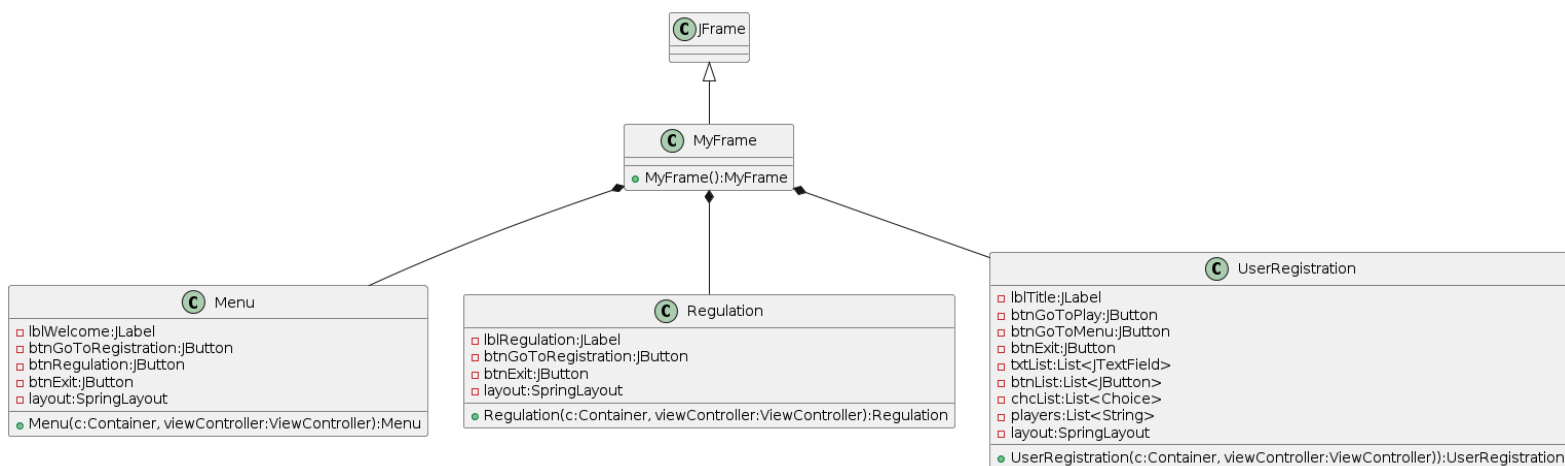 C JFrame
C MyFrame
MyFrame():MyFrame
C Menu
lblWelcome:JLabel
btnGoToRegistration:JButton
btnRegulation:JButton
btnExit:JButton
layout:SpringLayout
Menu(c:Container, viewController:ViewController):Menu
C Regulation
lblRegulation:JLabel
btnGoToRegistration:JButton
btnExit:JButton
layout:SpringLayout
Regulation(c:Container, viewController:ViewController):Regulation
C UserRegistration
lblTitle:JLabel
btnGoToPlay:JButton
btnGoToMenu:JButton
btnExit:JButton
txtList:List<JTextField>
btnList:List<JButton>
chcList:List<Choice>
players:List<String>
layout:SpringLayout
UserRegistration(c:Container, viewController:ViewController)):UserRegistration